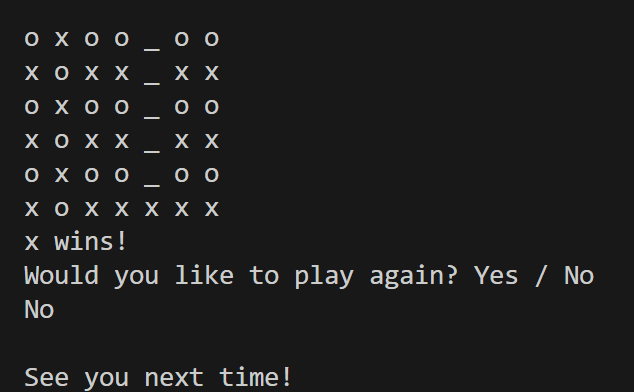 o x o o _ o o
x o x x _ x x
o x o o _ o o
x o x x _ x x
o x o o _ o o
x o x x x x x
x wins!
Would you like to play again? Yes / No
No
See you next time!